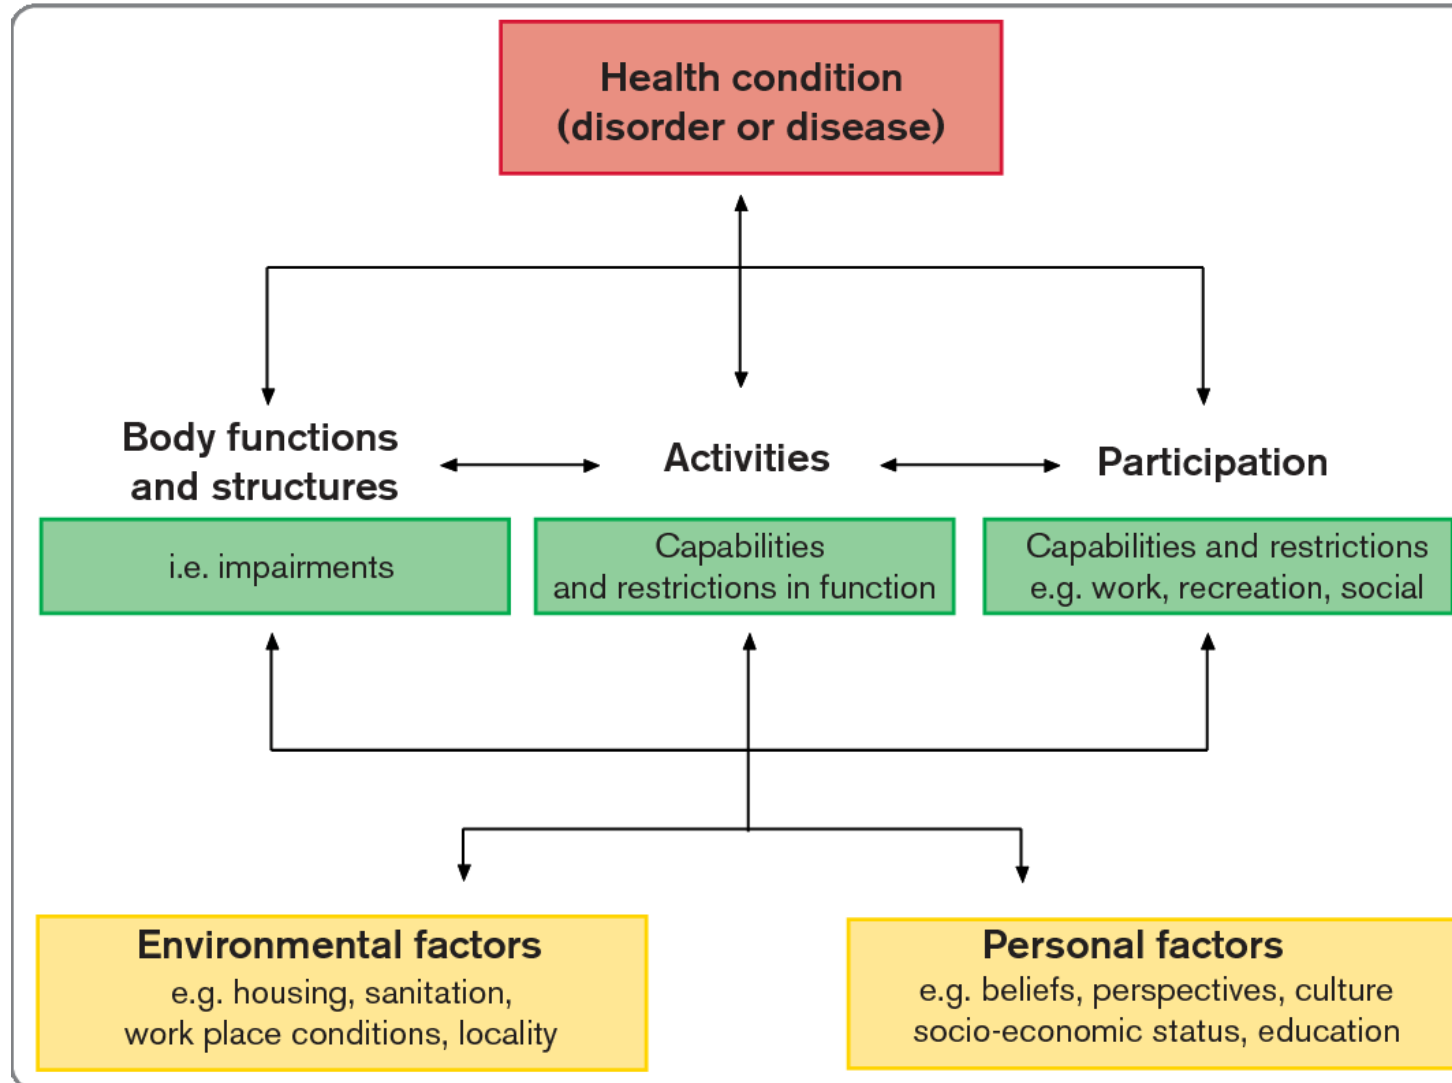 Health condition
(disorder or disease)
Body functions
and structures
Activities
Participation
i.e. impairments
Capabilities
and restrictions in function
Capabilities and restrictions
e.g. work, recreation, social
Environmental factors
e.g. housing, sanitation,
work place conditions, locality
Personal factors
e.g. beliefs, perspectives, culture
socio-economic status, education